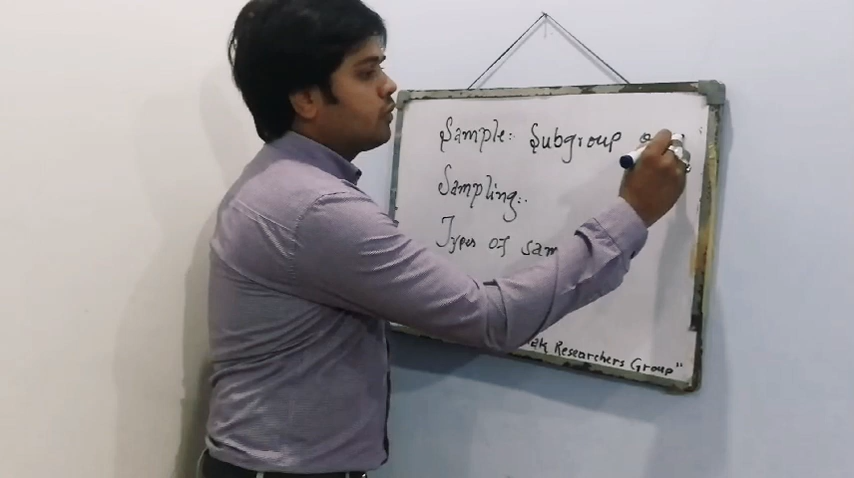 Sample:. Subgroup
Sampling:.
Types of sam
Researchers Group"